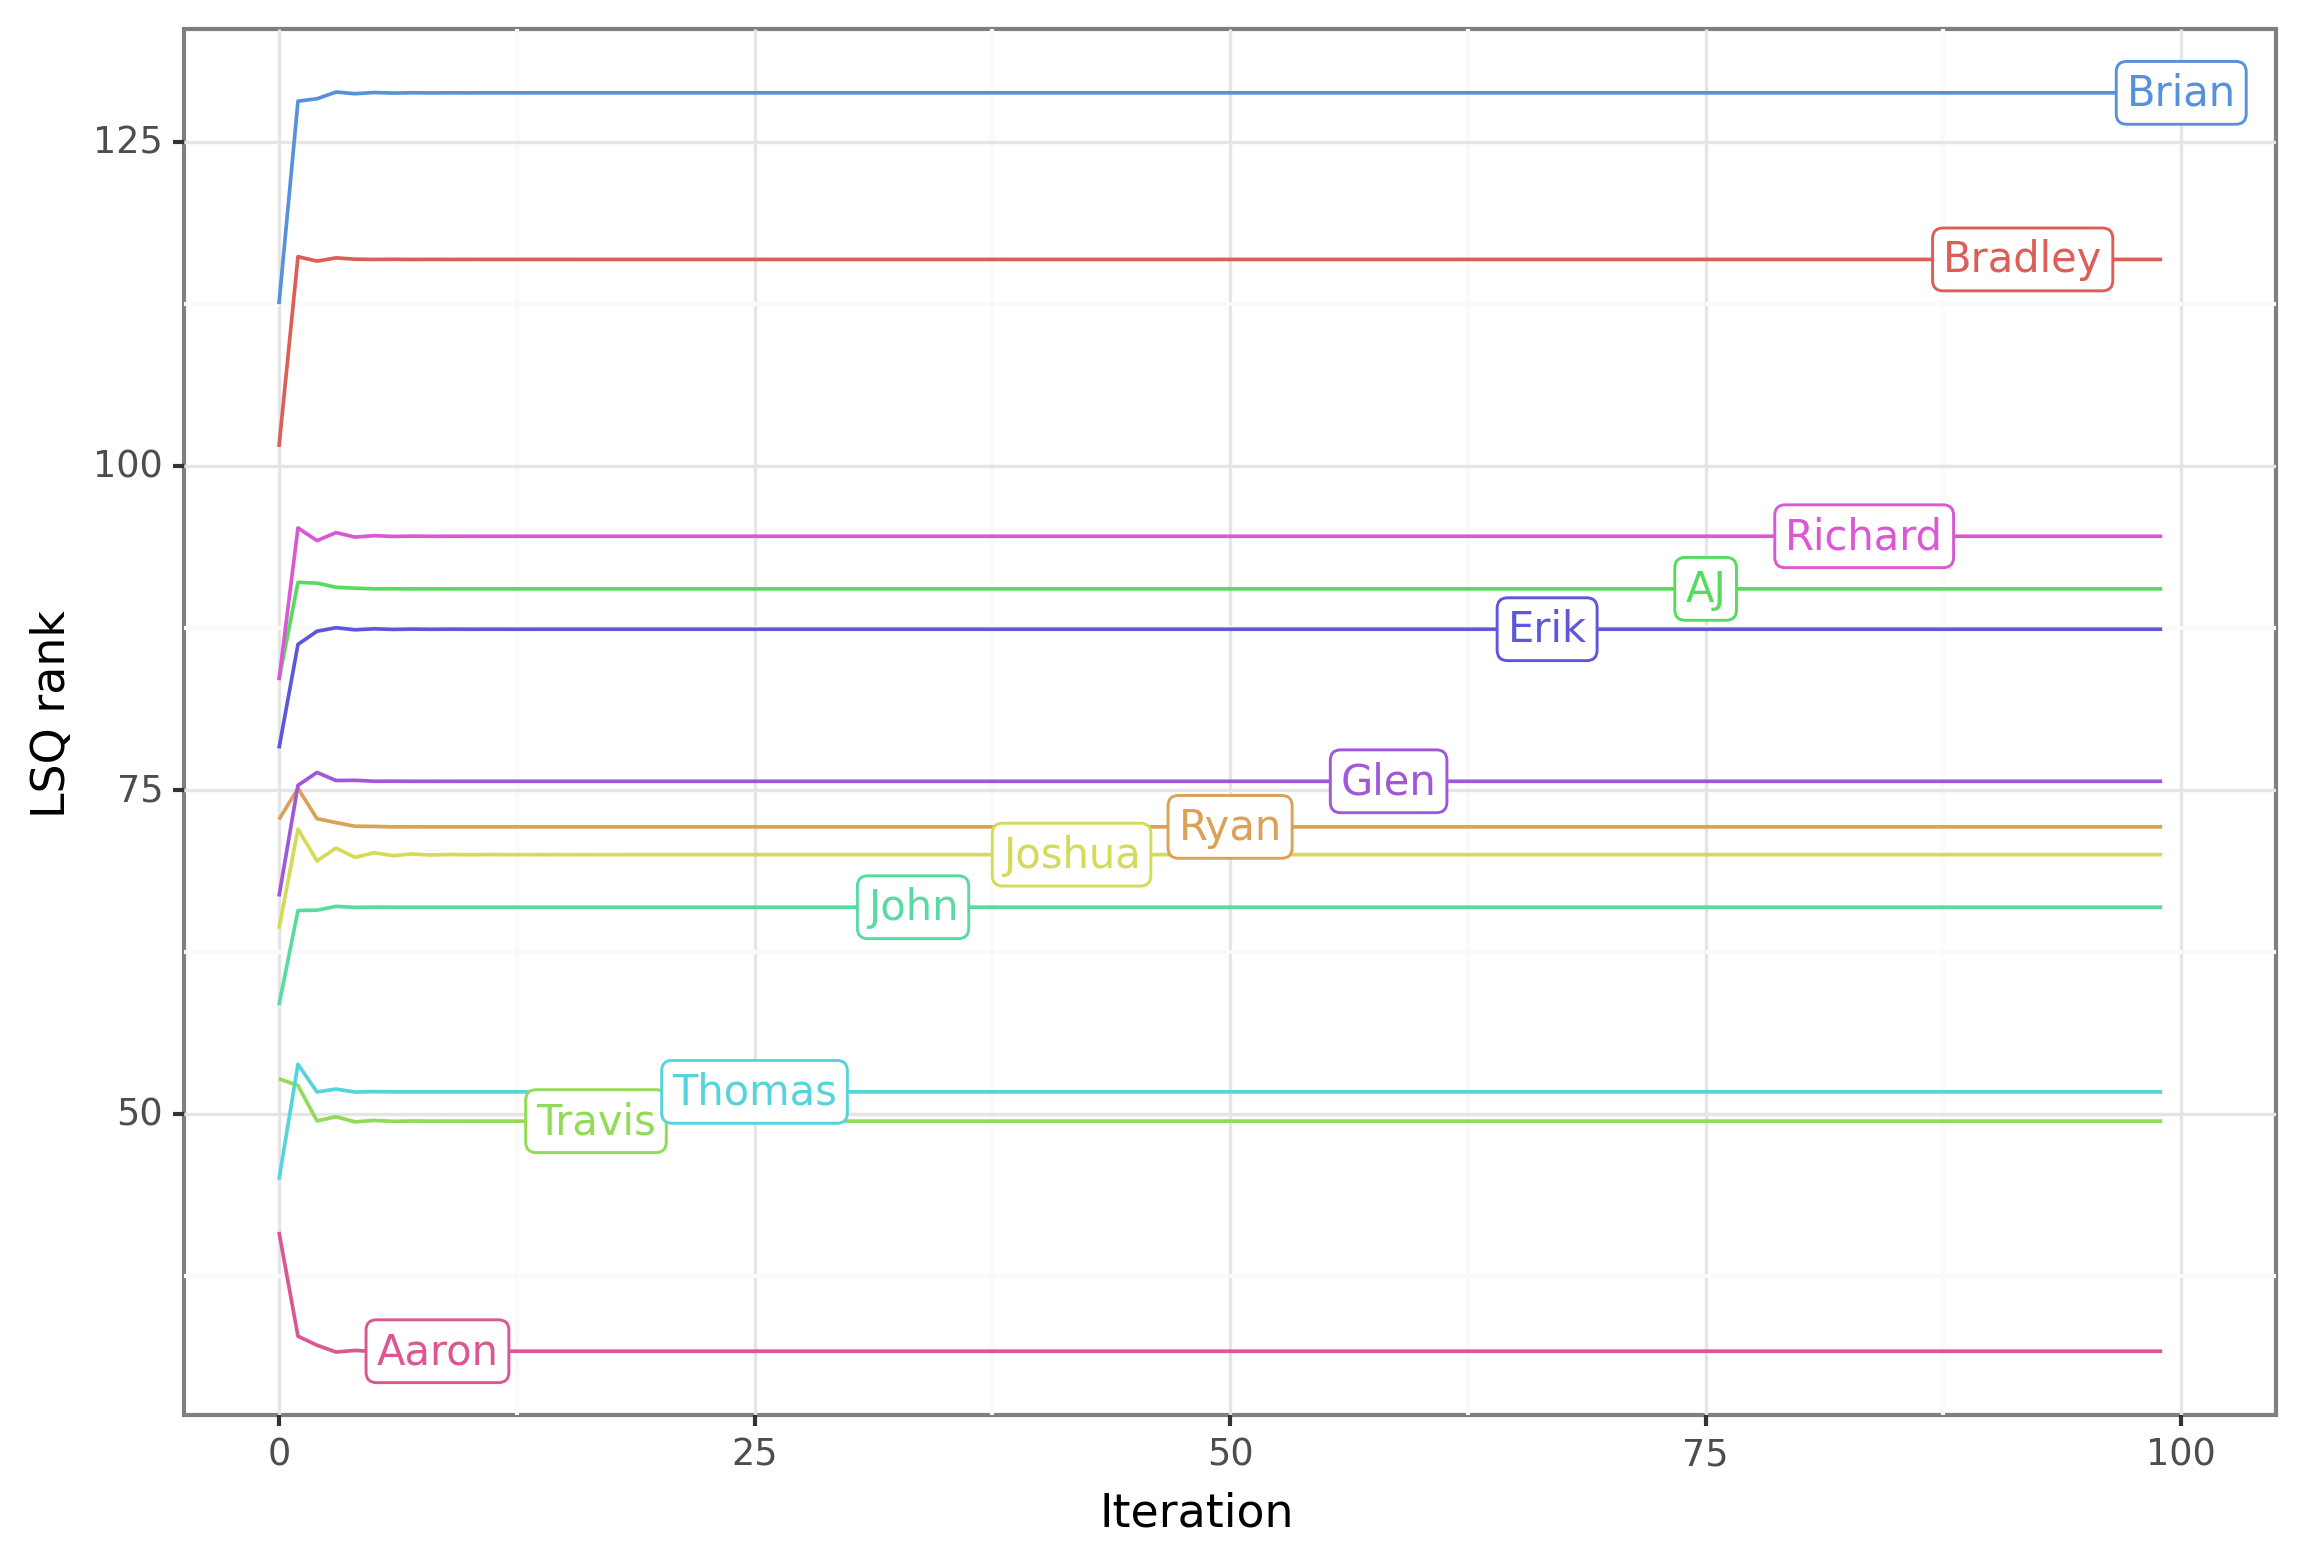 Brian
125
Bradley
100
Richard
AJ
Erik
LSQ rank
Glen
75
Ryan
Joshua
John
Thomas
50
Travis
Aaron
0 25 50 75 100
Iteration